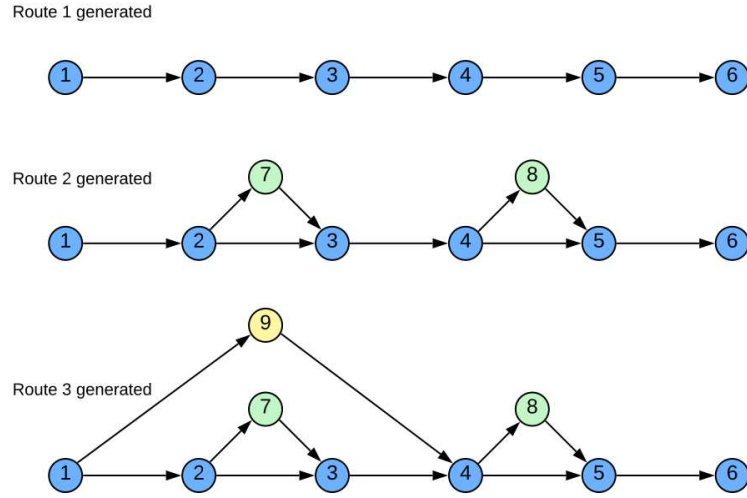 Route 1 generated
1 2 3 4 5 6
7 8
Route 2 generated
1 2 3 4 5 6
9
Route 3 generated
7 8
1 2 3 4 5 6